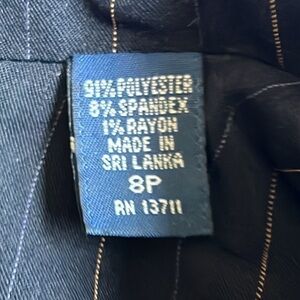 91% POLYESTER
8% SPANDEX
1% RAYON
MADE IN
SRI LANKA
8P
RN 13711